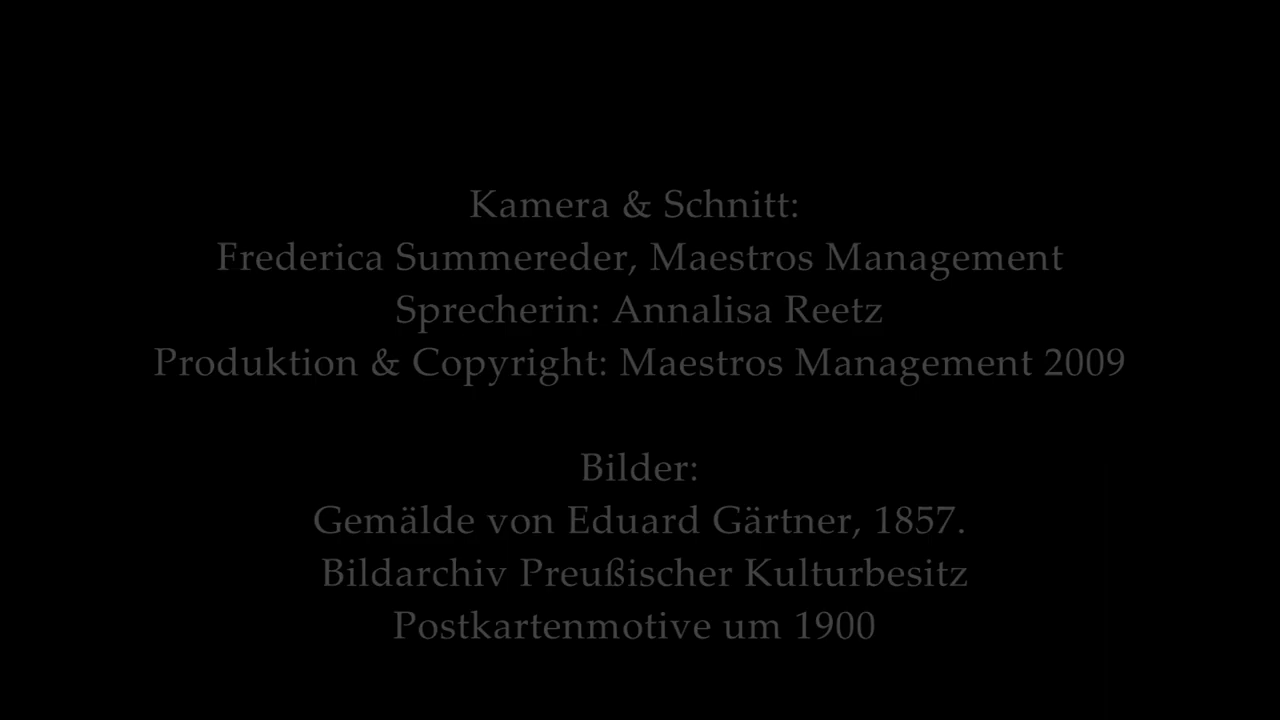 Kamera & Schnitt:
Frederica Summereder, Maestros Management
Sprecherin: Annalisa Reetz
Produktion & Copyright: Maestros Management 2009
Bilder:
Gemälde von Eduard Gärtner, 1857.
Bildarchiv Preußischer Kulturbesitz
Postkartenmotive um 1900